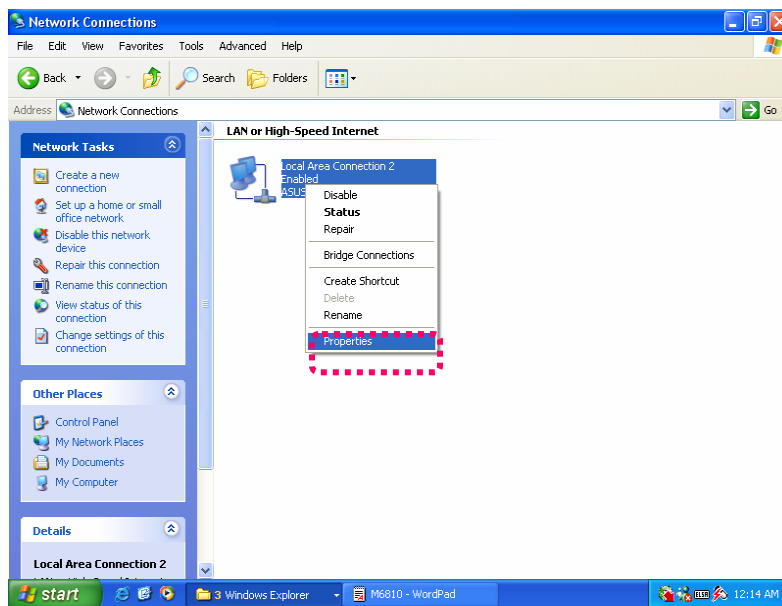 Network Connections
File Edit View Favorites Tools Advanced Help
Back Search Folders
Address Network Connections Go
Network Tasks
Create a new
connection
Set up a home or small
office network
Disable this network
device
Repair this connection
Rename this connection
View status of this
connection
Change settings of this
connection
Other Places
Control Panel
My Network Places
My Documents
My Computer
Details
Local Area Connection 2
LAN or High-Speed Internet
Local Area Connection 2
Enabled
ASUS
Disable
Status
Repair
Bridge Connections
Create Shortcut
Delete
Rename
Properties
start 3 Windows Explorer M6810 - WordPad 12:14 AM